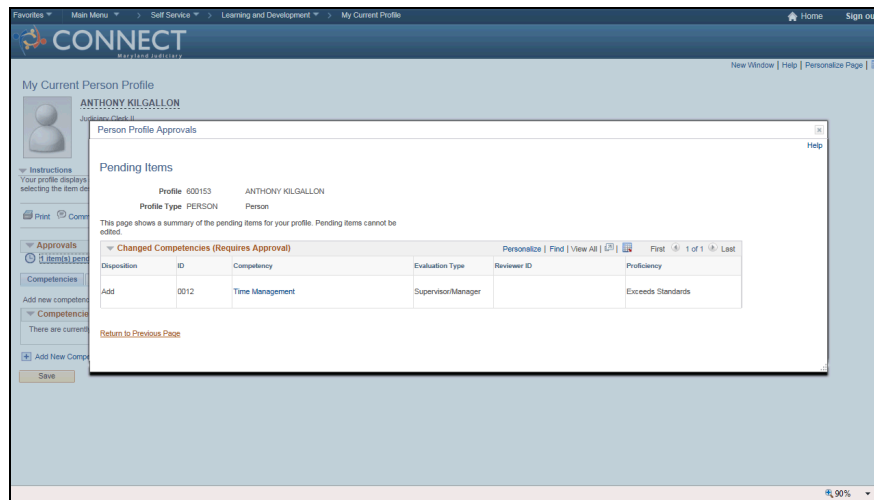 Favorites Main Menu > Self Service > Learning and Development > My Current Profile Home Sign ou
CONNECT
Maryland Judiciary
New Window | Help | Personalize Page |
My Current Person Profile
ANTHONY KILGALLON
Judiciary Clerk II
Person Profile Approvals
Help
Instructions
Your profile displays
selecting the item de
Pending Items
Profile 600153 ANTHONY KILGALLON
Profile Type PERSON Person
Print Comm
This page shows a summary of the pending items for your profile. Pending items cannot be
edited.
Approvals
1 item(s) pend
Changed Competencies (Requires Approval) Personalize | Find | View All | First 1 of 1 Last
Disposition ID Competency Evaluation Type Reviewer ID Proficiency
Add 0012 Time Management Supervisor/Manager Exceeds Standards
Competencies
Add new competenc
Competencie
There are currentl
Return to Previous Page
Add New Compe
Save
90%